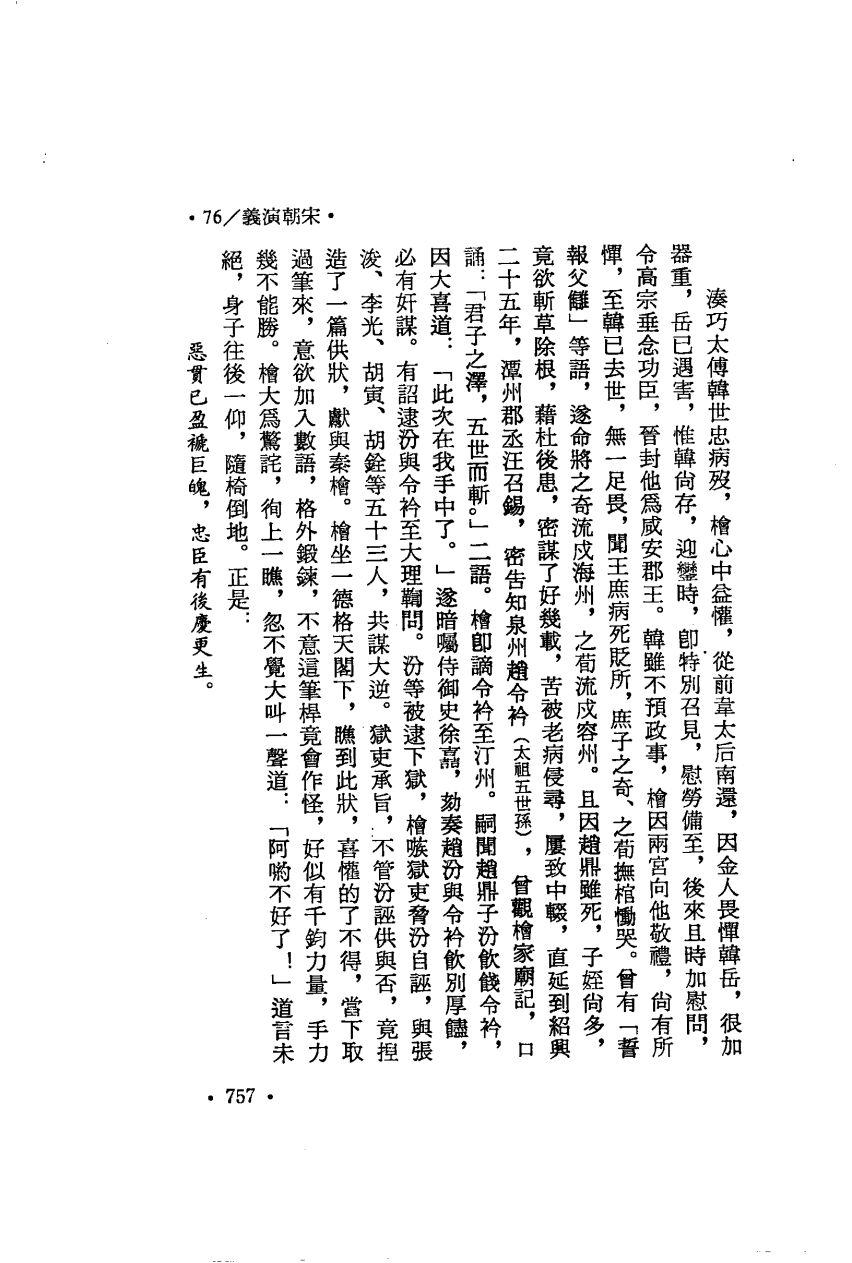 •76/義演朝宋•
湊巧太傅韓世忠病歿，檜心中益懽，從前韋太后南還，因金人畏憚韓岳，很加
器重，岳已遇害，惟韓尙存，迎鑾時，卽特別召見，慰勞備至，後來且時加慰問，
令高宗垂念功臣，晉封他爲咸安郡王。韓雖不預政事，檜因兩宮向他敬禮，尙有所
憚，至韓已去世，無一足畏，聞王庶病死貶所，庶子之奇、之荀撫棺慟哭。曾有「誓
報父讎」等語，遂命將之奇流戍海州，之荀流戍容州。且因趙鼎雖死，子姪尙多，
竟欲斬草除根，藉杜後患，密謀了好幾載，苦被老病侵尋，屢致中輟，直延到紹興
二十五年，潭州郡丞汪召錫，密告知泉州趙令衿（太祖五世孫），曾觀檜家廟記，口
誦：「君子之澤，五世而斬。」二語。檜卽謫令衿至汀州。嗣聞趙鼎子汾飲餞令衿，
因大喜道：「此次在我手中了。」遂暗囑侍御史徐嚞，劾奏趙汾與令衿飲別厚饐，
必有奸謀。有詔逮汾與令衿至大理鞫問。汾等被逮下獄，檜嗾獄吏脅汾自誣，與張
浚、李光、胡寅、胡銓等五十三人，共謀大逆。獄吏承旨，不管汾誣供與否，竟捏
造了一篇供狀，獻與秦檜。檜坐一德格天閣下，瞧到此狀，喜懽的了不得，當下取
過筆來，意欲加入數語，格外鍛鍊，不意這筆桿竟會作怪，好似有千鈞力量，手力
幾不能勝。檜大爲驚詫，徇上一瞧，忽不覺大叫一聲道：「阿喲不好了！」道言未
絕，身子往後一仰，隨椅倒地。正是：
惡貫已盈褫巨魄，忠臣有後慶更生。
•757•